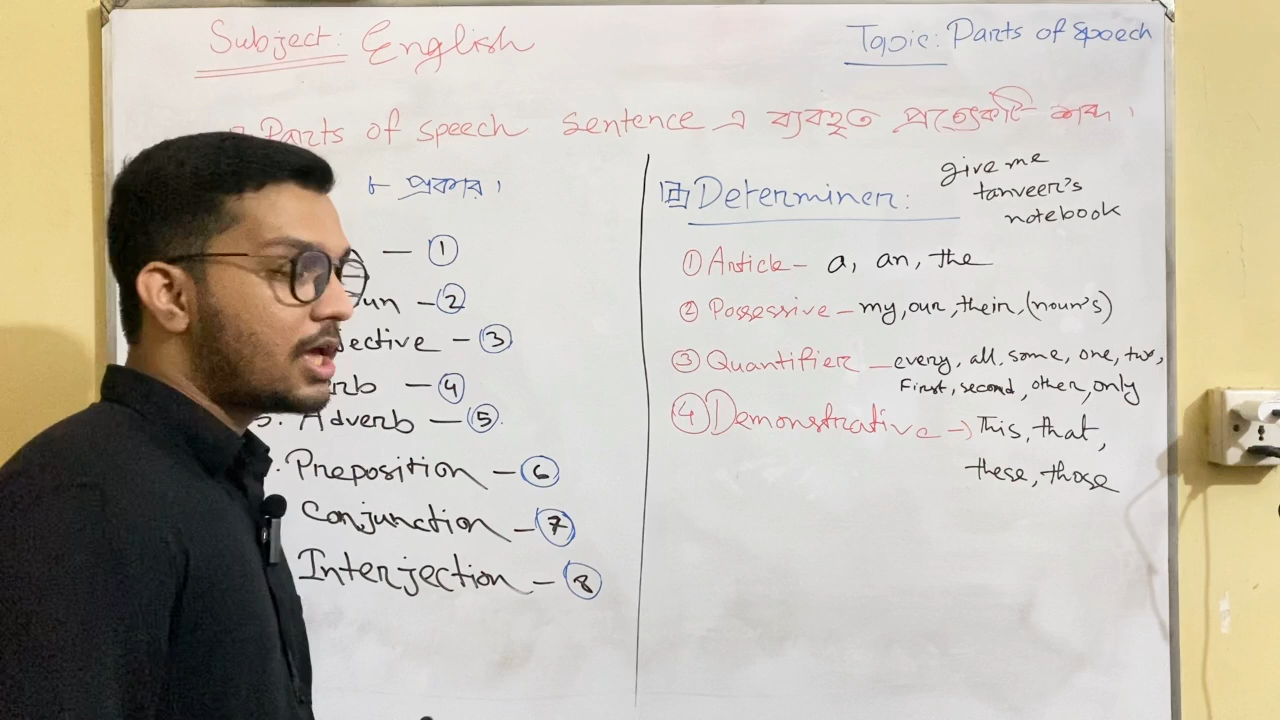 Subject: English
Topic: Parts of speech
Parts of speech sentence এ ব্যবহৃত প্রত্যেকটি শব্দ ।
৮ প্রকার ।
— 1
un — 2
jective — 3
rb — 4
5. Adverb — 5
. Preposition — 6
Conjunction — 7
Interjection — 8
Determiner:
give me
tanveer's
notebook
① Article – a, an, the
② Possessive – my, our, their, (noun's)
③ Quantifier – every, all, some, one, two,
First, second, other, only
④ Demonstrative → This, that,
these, those